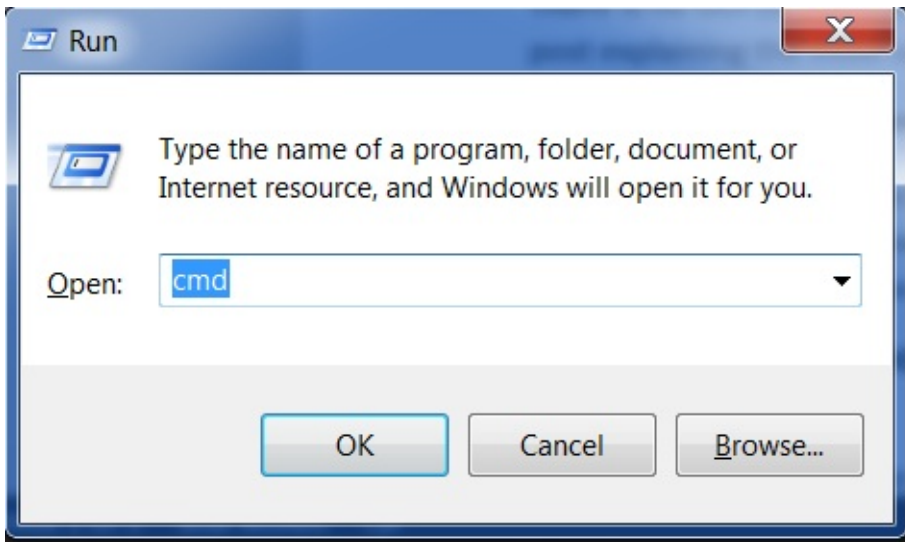 Run
Type the name of a program, folder, document, or
Internet resource, and Windows will open it for you.
Open:
cmd
OK
Cancel
Browse...